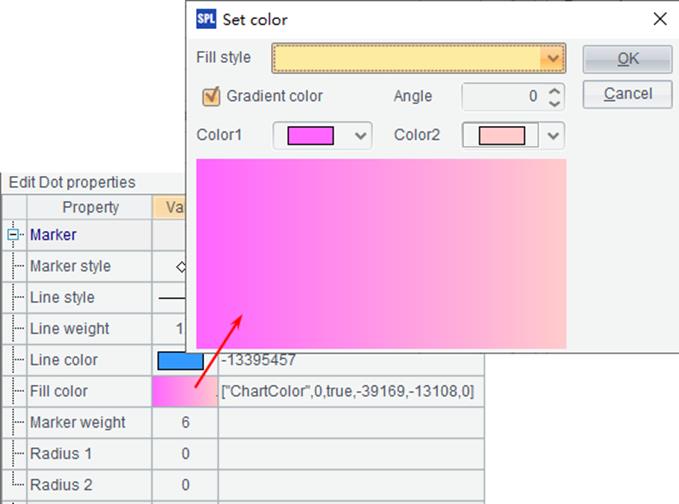 SPL Set color
Fill style
OK
Gradient color Angle 0
Cancel
Color1 Color2
Edit Dot properties
Property Va
Marker
Marker style
Line style
Line weight 1
Line color -13395457
Fill color ["ChartColor",0,true,-39169,-13108,0]
Marker weight 6
Radius 1 0
Radius 2 0